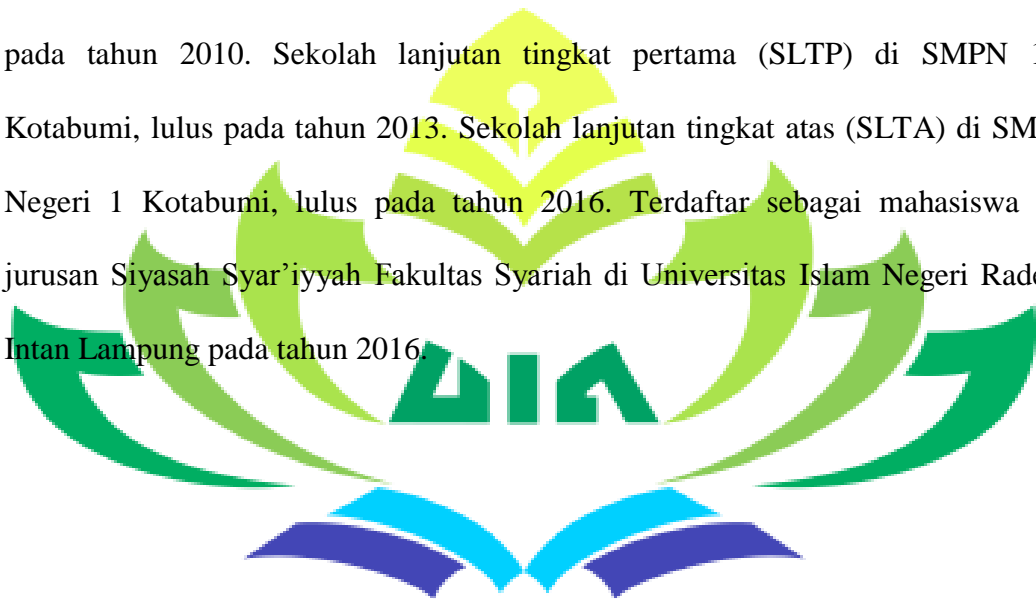 pada tahun 2010. Sekolah lanjutan tingkat pertama (SLTP) di SMPN
Kotabumi, lulus pada tahun 2013. Sekolah lanjutan tingkat atas (SLTA) di SM
Negeri 1 Kotabumi, lulus pada tahun 2016. Terdaftar sebagai mahasiswa
jurusan Siyasah Syar’iyyah Fakultas Syariah di Universitas Islam Negeri Rade
Intan Lampung pada tahun 2016.